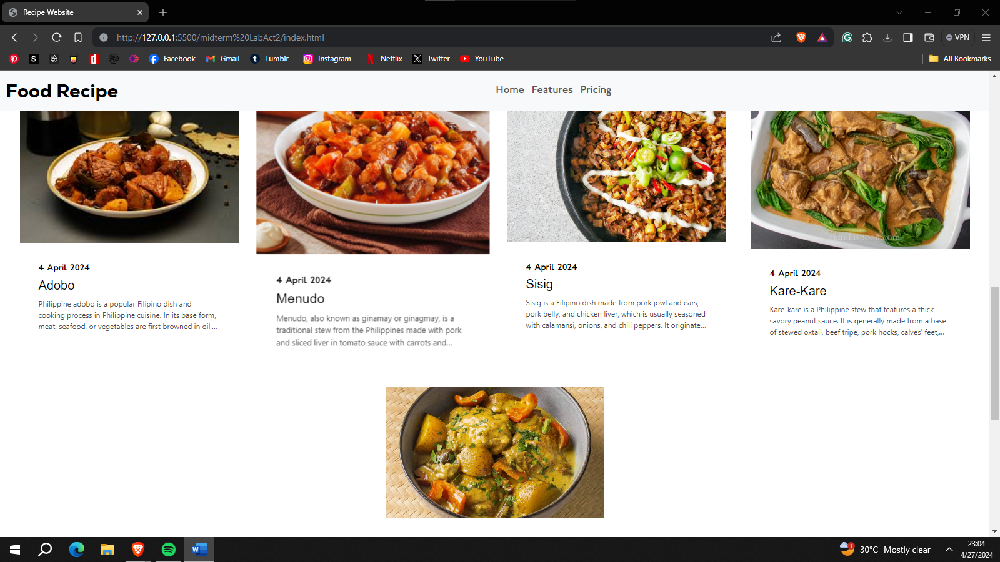 Recipe Website
http://127.0.0.1:5500/midterm%20LabAct2/index.html
VPN
Facebook
Gmail
Tumblr
Instagram
Netflix
Twitter
YouTube
All Bookmarks
Food Recipe
Home
Features
Pricing
manilaspoon.com
4 April 2024
Adobo
Philippine adobo is a popular Filipino dish and
cooking process in Philippine cuisine. In its base form,
meat, seafood, or vegetables are first browned in oil,...
4 April 2024
Menudo
Menudo, also known as ginamay or ginagmay, is a
traditional stew from the Philippines made with pork
and sliced liver in tomato sauce with carrots and...
4 April 2024
Sisig
Sisig is a Filipino dish made from pork jowl and ears,
pork belly, and chicken liver, which is usually seasoned
with calamansi, onions, and chili peppers. It originate...
4 April 2024
Kare-Kare
Kare-kare is a Philippine stew that features a thick
savory peanut sauce. It is generally made from a base
of stewed oxtail, beef tripe, pork hocks, calves' feet,...
1
30°C Mostly clear
23:04
4/27/2024